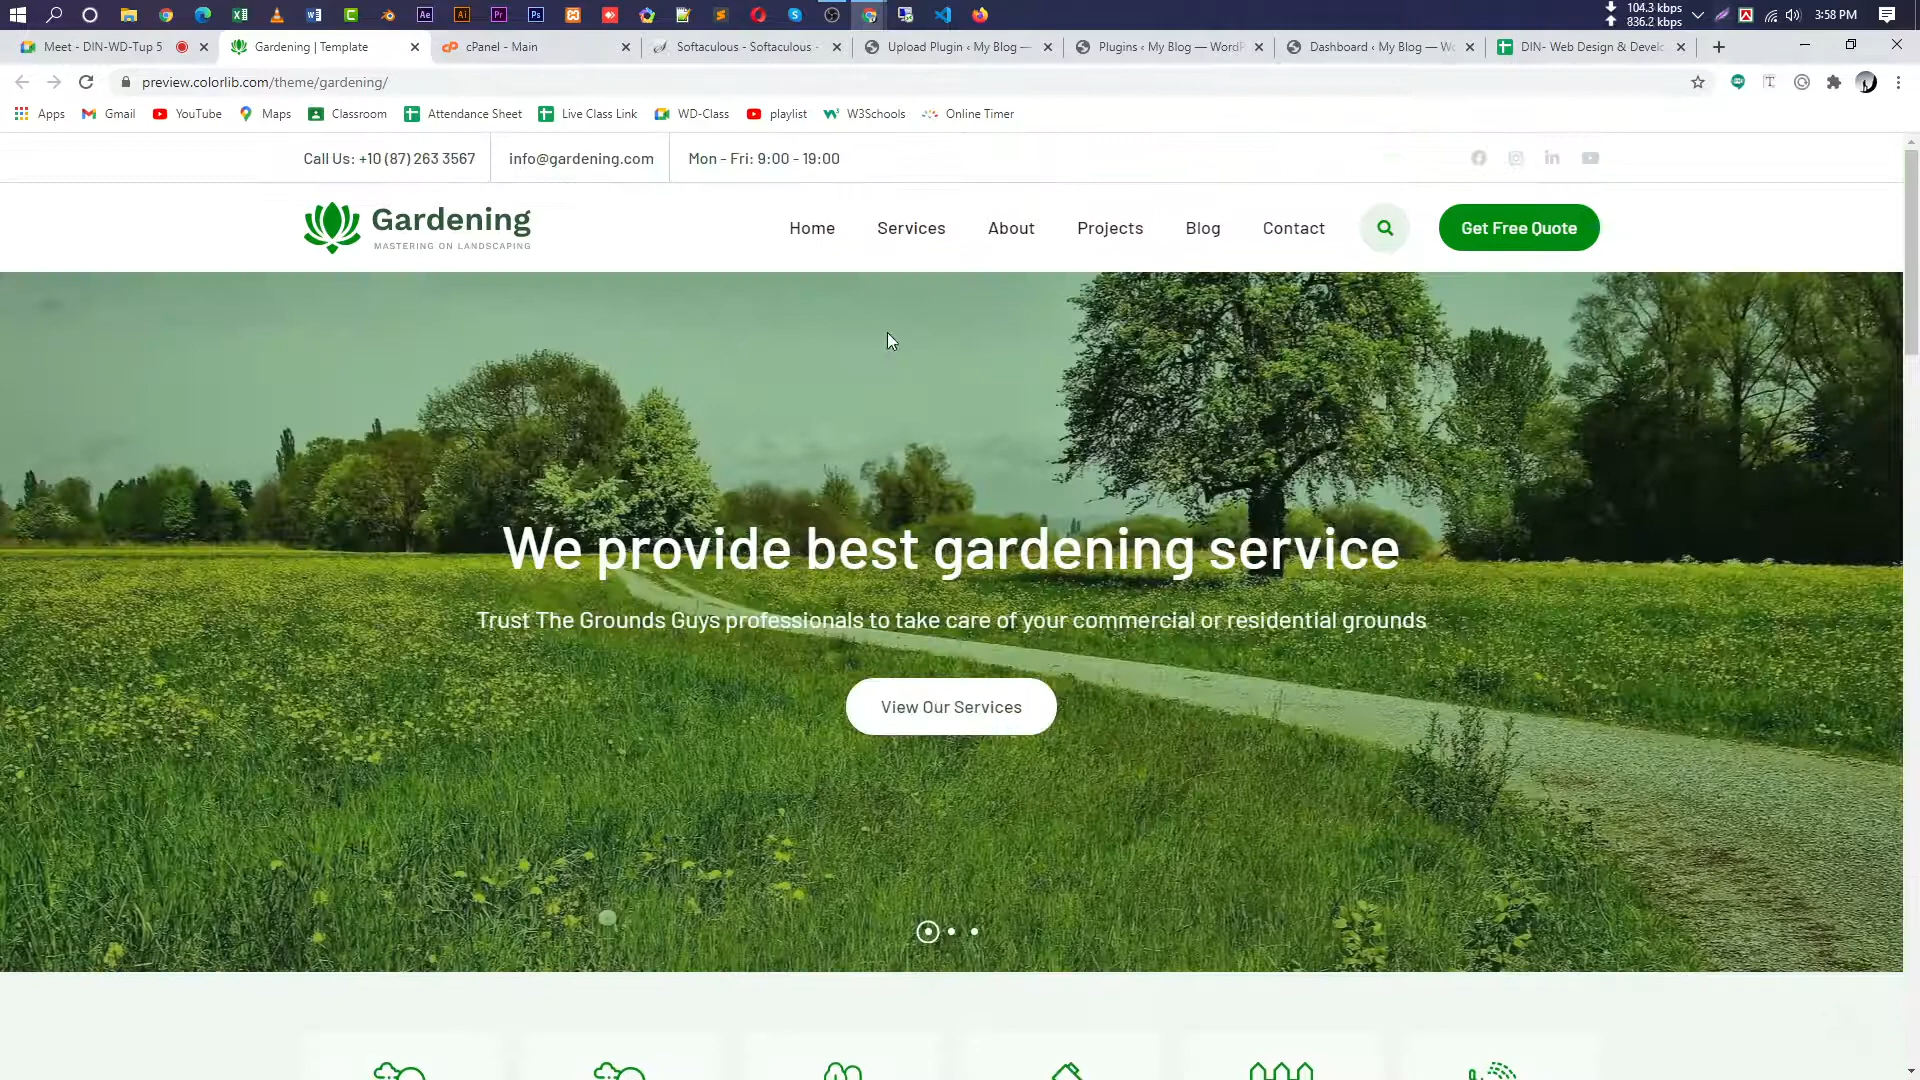 104.3 kbps
836.2 kbps
3:58 PM
Meet - DIN-WD-Tup 5
Gardening | Template
cPanel - Main
Softaculous - Softaculous -
Upload Plugin ‹ My Blog —
Plugins ‹ My Blog — WordP
Dashboard ‹ My Blog — Wo
DIN- Web Design & Develo
preview.colorlib.com/theme/gardening/
Apps
Gmail
YouTube
Maps
Classroom
Attendance Sheet
Live Class Link
WD-Class
playlist
W3Schools
Online Timer
Call Us: +10 (87) 263 3567
info@gardening.com
Mon - Fri: 9:00 - 19:00
Gardening
MASTERING ON LANDSCAPING
Home
Services
About
Projects
Blog
Contact
Get Free Quote
We provide best gardening service
Trust The Grounds Guys professionals to take care of your commercial or residential grounds
View Our Services